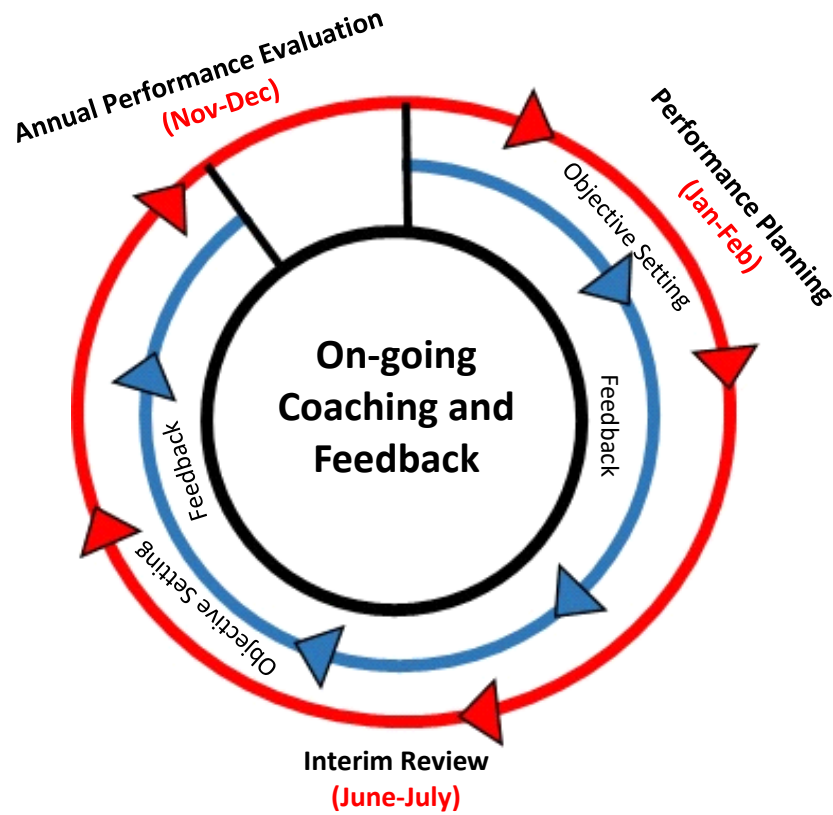 Annual Performance Evaluation
(Nov-Dec)
Performance Planning
(Jan-Feb)
Objective Setting
Feedback
On-going
Coaching and
Feedback
Feedback
Objective Setting
Interim Review
(June-July)